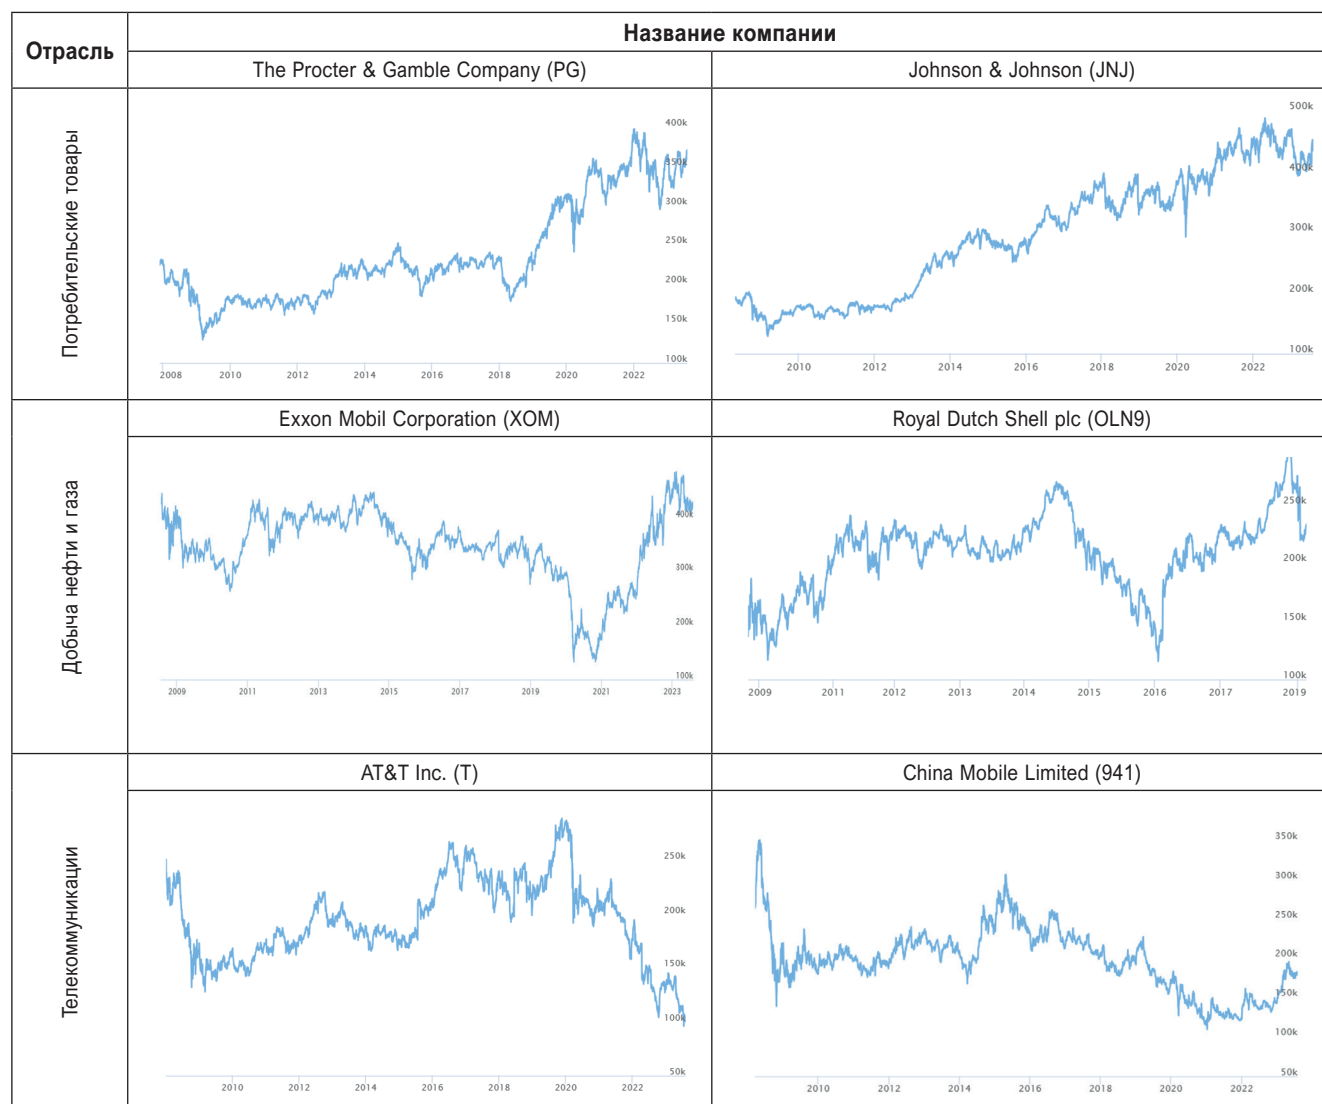 Отрасль
Название компании
The Procter & Gamble Company (PG)
Johnson & Johnson (JNJ)
Потребительские товары
400k
350k
300k
250k
200k
150k
100k
2008 2010 2012 2014 2016 2018 2020 2022
500k
400k
300k
200k
100k
2010 2012 2014 2016 2018 2020 2022
Exxon Mobil Corporation (XOM)
Royal Dutch Shell plc (OLN9)
Добыча нефти и газа
400k
300k
200k
100k
2009 2011 2013 2015 2017 2019 2021 2023
250k
200k
150k
100k
2009 2011 2012 2013 2014 2015 2016 2017 2019
AT&T Inc. (T)
China Mobile Limited (941)
Телекоммуникации
250k
200k
150k
100k
50k
2010 2012 2014 2016 2018 2020 2022
350k
300k
250k
200k
150k
100k
50k
2010 2012 2014 2016 2018 2020 2022